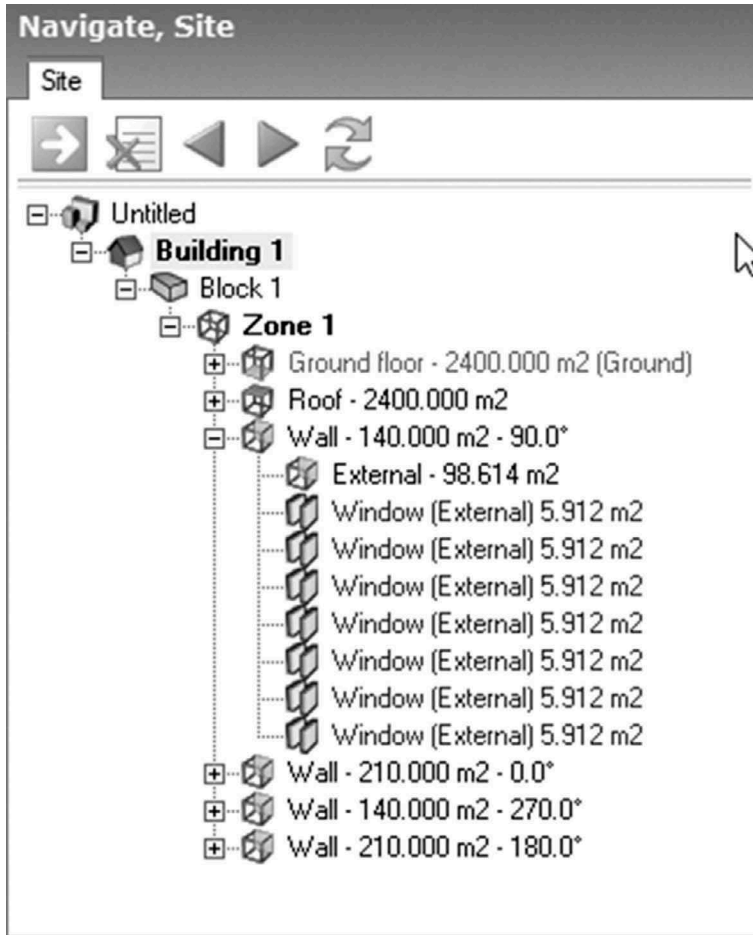 Navigate, Site
Site
Untitled
Building 1
Block 1
Zone 1
Ground floor - 2400.000 m2 (Ground)
Roof - 2400.000 m2
Wall - 140.000 m2 - 90.0°
External - 98.614 m2
Window (External) 5.912 m2
Window (External) 5.912 m2
Window (External) 5.912 m2
Window (External) 5.912 m2
Window (External) 5.912 m2
Window (External) 5.912 m2
Window (External) 5.912 m2
Wall - 210.000 m2 - 0.0°
Wall - 140.000 m2 - 270.0°
Wall - 210.000 m2 - 180.0°